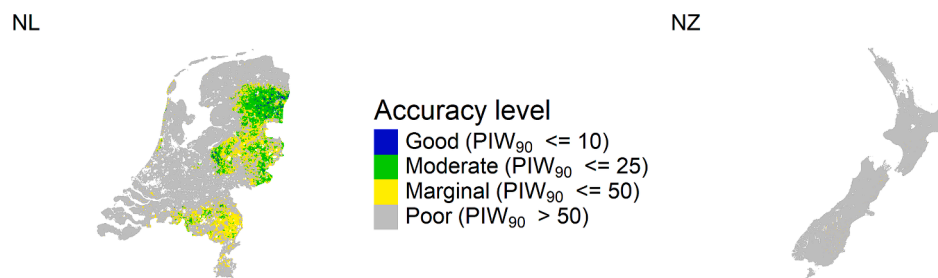 NL
NZ
Accuracy level
Good (PIW₉₀ <= 10)
Moderate (PIW₉₀ <= 25)
Marginal (PIW₉₀ <= 50)
Poor (PIW₉₀ > 50)